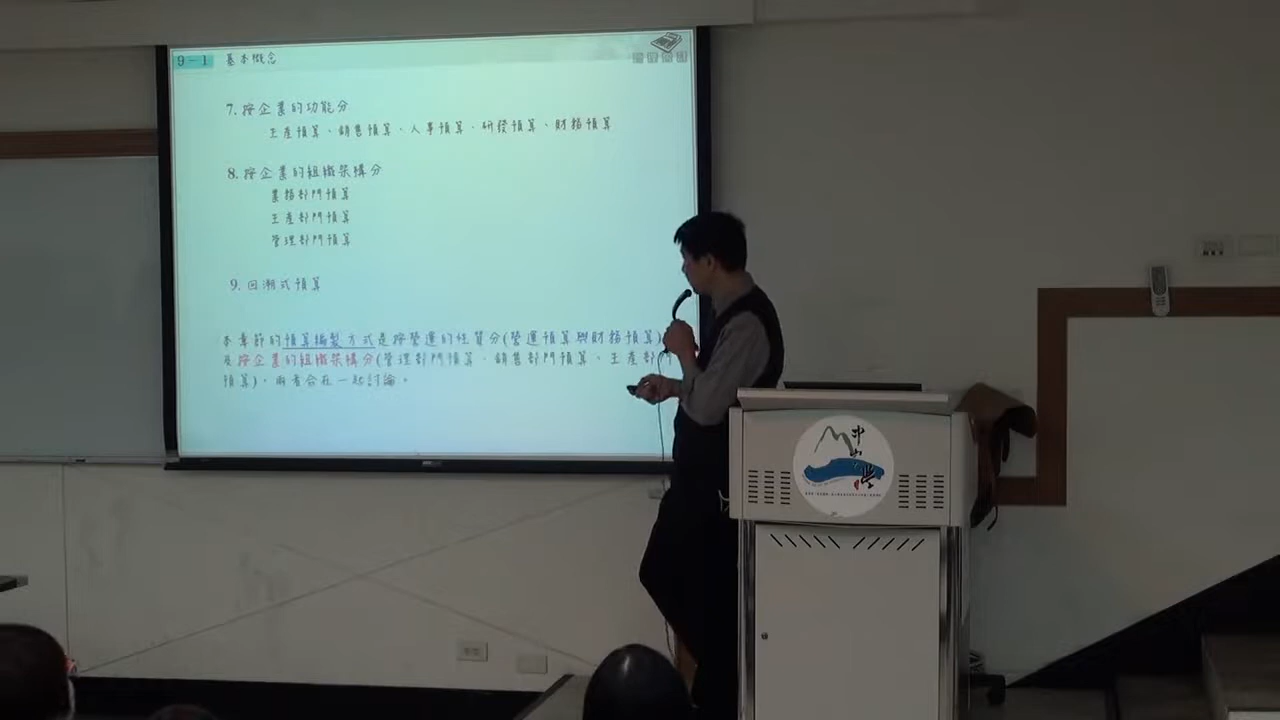 9-1 基本概念
7. 按企業的功能分
生產預算、銷售預算、人事預算、研發預算、財務預算
8. 按企業的組織架構分
業務部門預算
生產部門預算
管理部門預算
9. 回溯式預算
本章節的預算編製方式是按營運的性質分(營運預算與財務預算)
及按企業的組織架構分(管理部門預算、銷售部門預算、生產部門
預算)，兩者合在一起討論。
中山堂